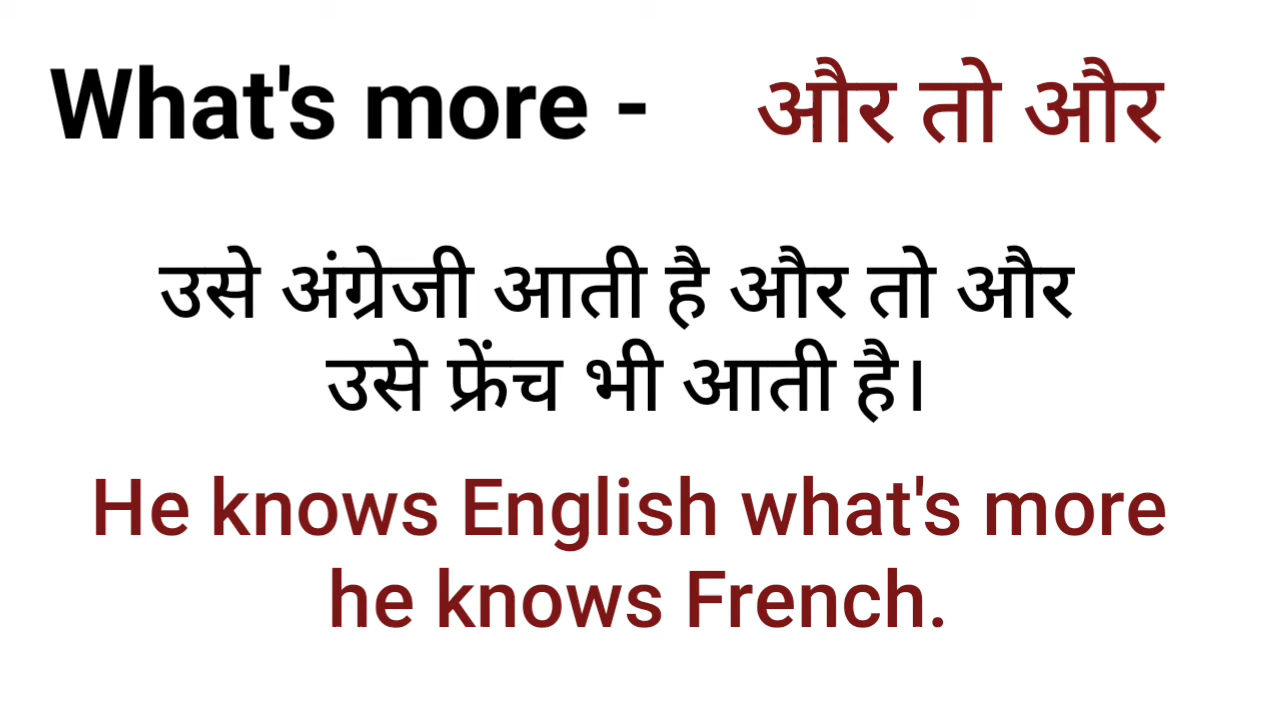 What's more - और तो और
उसे अंग्रेजी आती है और तो और
उसे फ्रेंच भी आती है।
He knows English what's more
he knows French.